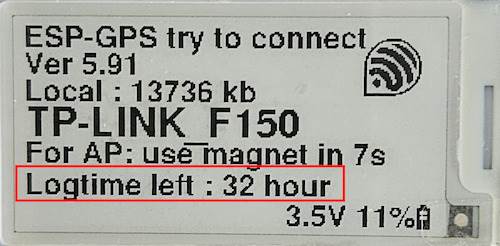 ESP-GPS try to connect
Ver 5.91
Local : 13736 kb
TP-LINK_F150
For AP: use magnet in 7s
Logtime left : 32 hour
3.5V 11%